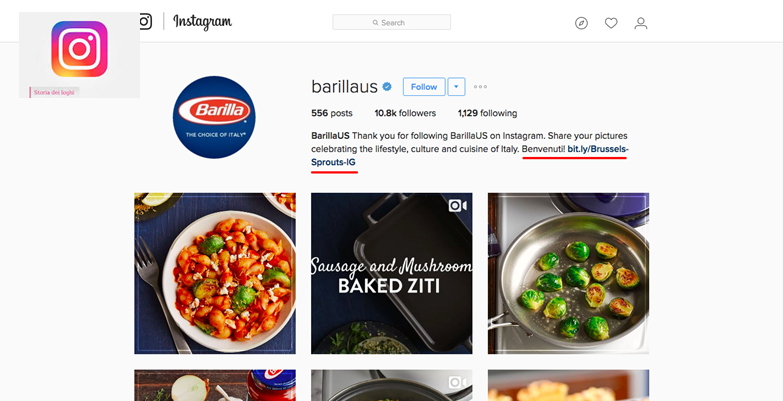 Instagram
Search
Storia dei loghi
barillaus
Follow
556 posts 10.8k followers 1,129 following
BarillaUS Thank you for following BarillaUS on Instagram. Share your pictures
celebrating the lifestyle, culture and cuisine of Italy. Benvenuti! bit.ly/Brussels-
Sprouts-IG
Barilla
THE CHOICE OF ITALY®
Sausage and Mushroom
BAKED ZITI